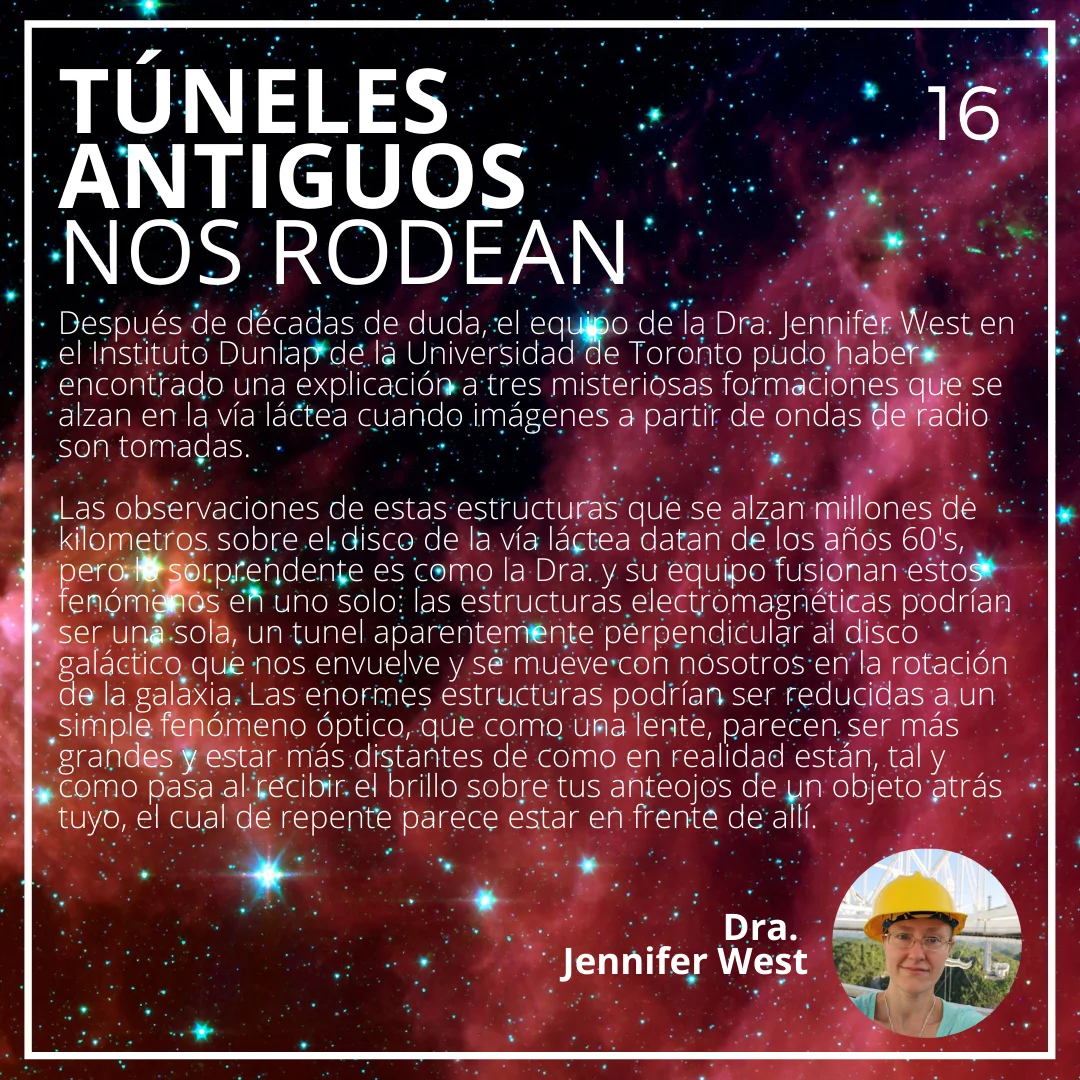 TÚNELES
ANTIGUOS
NOS RODEAN
16
Después de décadas de duda, el equipo de la Dra. Jennifer West en
el Instituto Dunlap de la Universidad de Toronto pudo haber
encontrado una explicación a tres misteriosas formaciones que se
alzan en la vía láctea cuando imágenes a partir de ondas de radio
son tomadas.
Las observaciones de estas estructuras que se alzan millones de
kilometros sobre el disco de la vía láctea datan de los años 60's,
pero lo sorprendente es como la Dra. y su equipo fusionan estos
fenómenos en uno solo: las estructuras electromagnéticas podrían
ser una sola, un tunel aparentemente perpendicular al disco
galáctico que nos envuelve y se mueve con nosotros en la rotación
de la galaxia. Las enormes estructuras podrían ser reducidas a un
simple fenómeno óptico, que como una lente, parecen ser más
grandes y estar más distantes de como en realidad están, tal y
como pasa al recibir el brillo sobre tus anteojos de un objeto atrás
tuyo, el cual de repente parece estar en frente de allí.
Dra.
Jennifer West